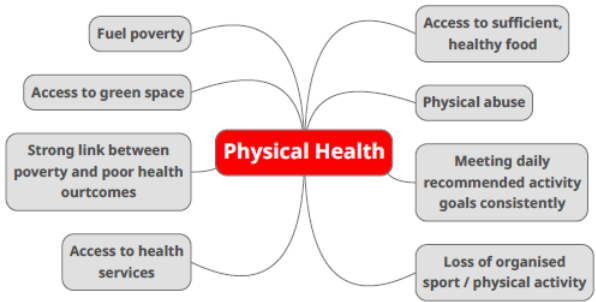 Fuel poverty
Access to green space
Strong link between
poverty and poor health
ourtcomes
Access to health
services
Physical Health
Access to sufficient,
healthy food
Physical abuse
Meeting daily
recommended activity
goals consistently
Loss of organised
sport / physical activity